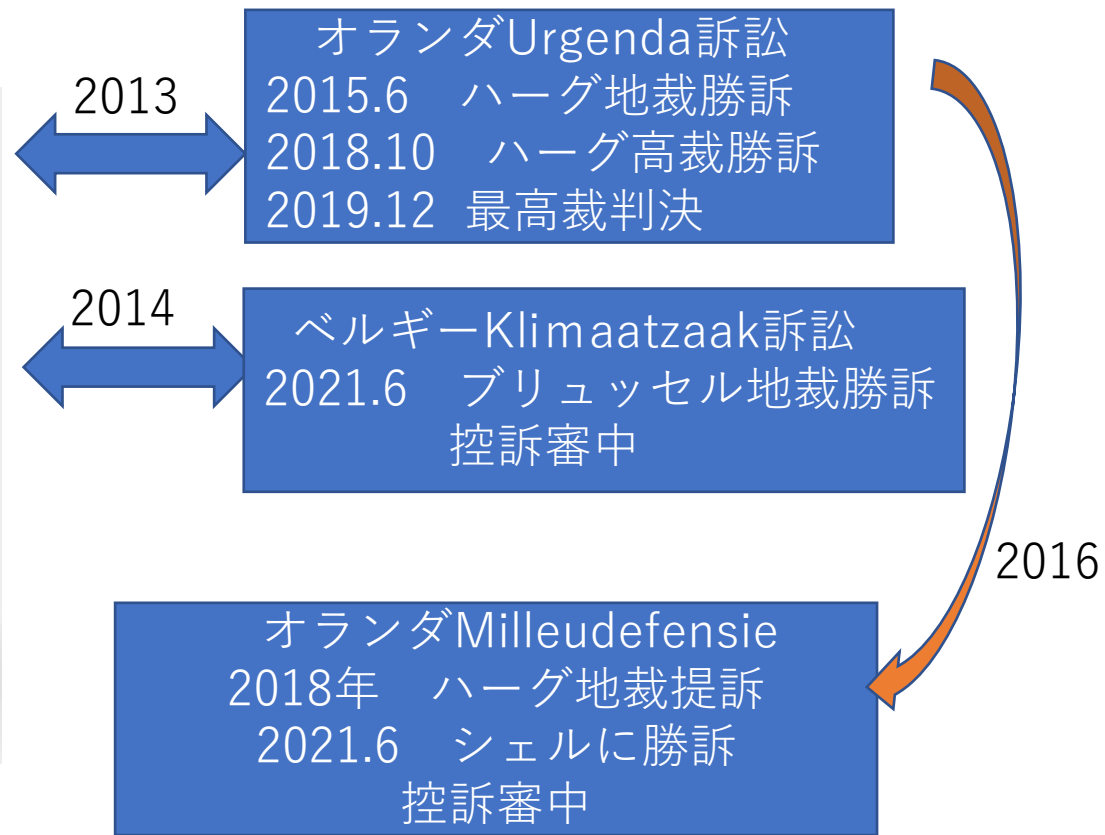 2013
オランダUrgenda訴訟
2015.6　ハーグ地裁勝訴
2018.10　ハーグ高裁勝訴
2019.12 最高裁判決
2014
ベルギーKlimaatzaak訴訟
2021.6　ブリュッセル地裁勝訴
控訴審中
2016
オランダMilleudefensie
2018年　ハーグ地裁提訴
2021.6　シェルに勝訴
控訴審中